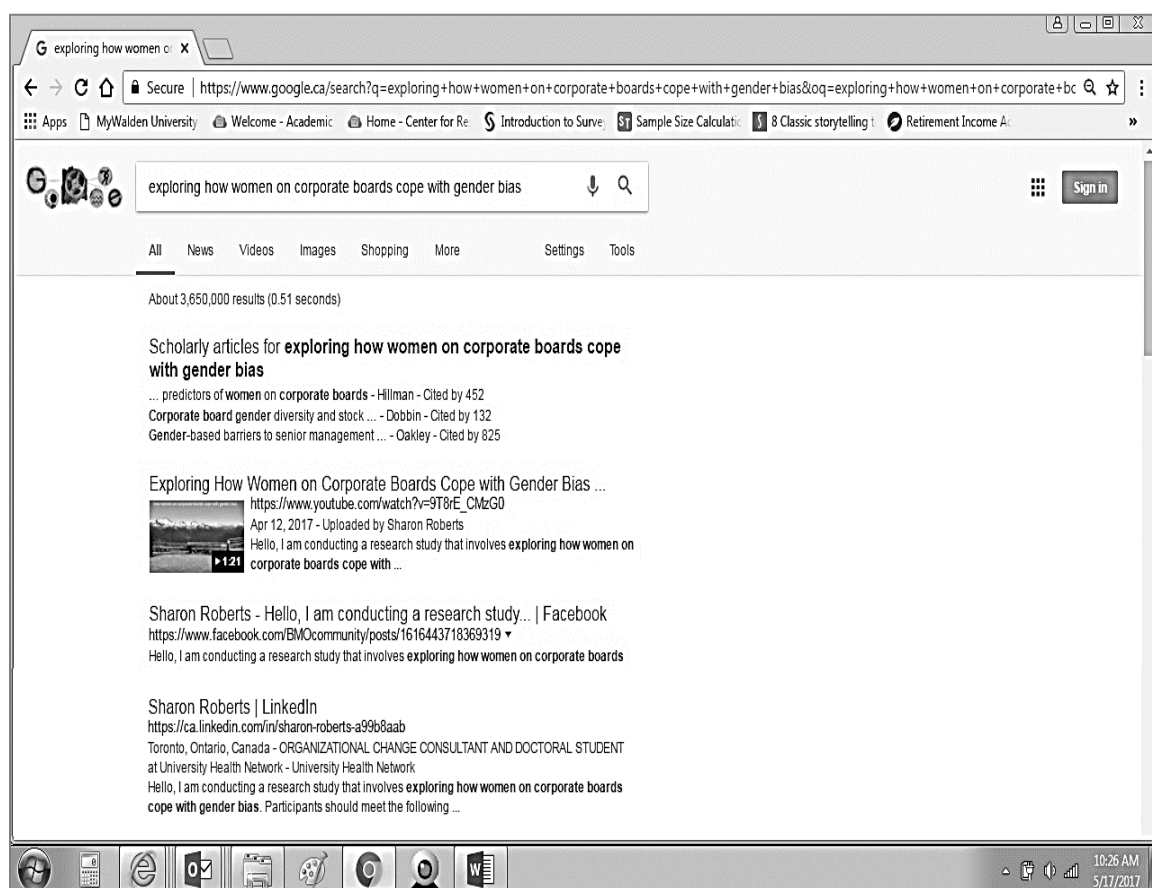 G exploring how women or
Secure | https://www.google.ca/search?q=exploring+how+women+on+corporate+boards+cope+with+gender+bias&oq=exploring+how+women+on+corporate+bc
Apps MyWalden University Welcome - Academic Home - Center for Re Introduction to Surve ST Sample Size Calculatic 8 Classic storytelling t Retirement Income Ac »
exploring how women on corporate boards cope with gender bias
Sign in
All News Videos Images Shopping More Settings Tools
About 3,650,000 results (0.51 seconds)
Scholarly articles for exploring how women on corporate boards cope
with gender bias
... predictors of women on corporate boards - Hillman - Cited by 452
Corporate board gender diversity and stock ... - Dobbin - Cited by 132
Gender-based barriers to senior management ... - Oakley - Cited by 825
Exploring How Women on Corporate Boards Cope with Gender Bias ...
https://www.youtube.com/watch?v=9T8rE_CMzG0
Apr 12, 2017 - Uploaded by Sharon Roberts
Hello, I am conducting a research study that involves exploring how women on
1:21
corporate boards cope with ...
Sharon Roberts - Hello, I am conducting a research study... | Facebook
https://www.facebook.com/BMOcommunity/posts/1616443718369319
Hello, I am conducting a research study that involves exploring how women on corporate boards
Sharon Roberts | LinkedIn
https://ca.linkedin.com/in/sharon-roberts-a99b8aab
Toronto, Ontario, Canada - ORGANIZATIONAL CHANGE CONSULTANT AND DOCTORAL STUDENT
at University Health Network - University Health Network
Hello, I am conducting a research study that involves exploring how women on corporate boards
cope with gender bias. Participants should meet the following ...
10:26 AM
5/17/2017